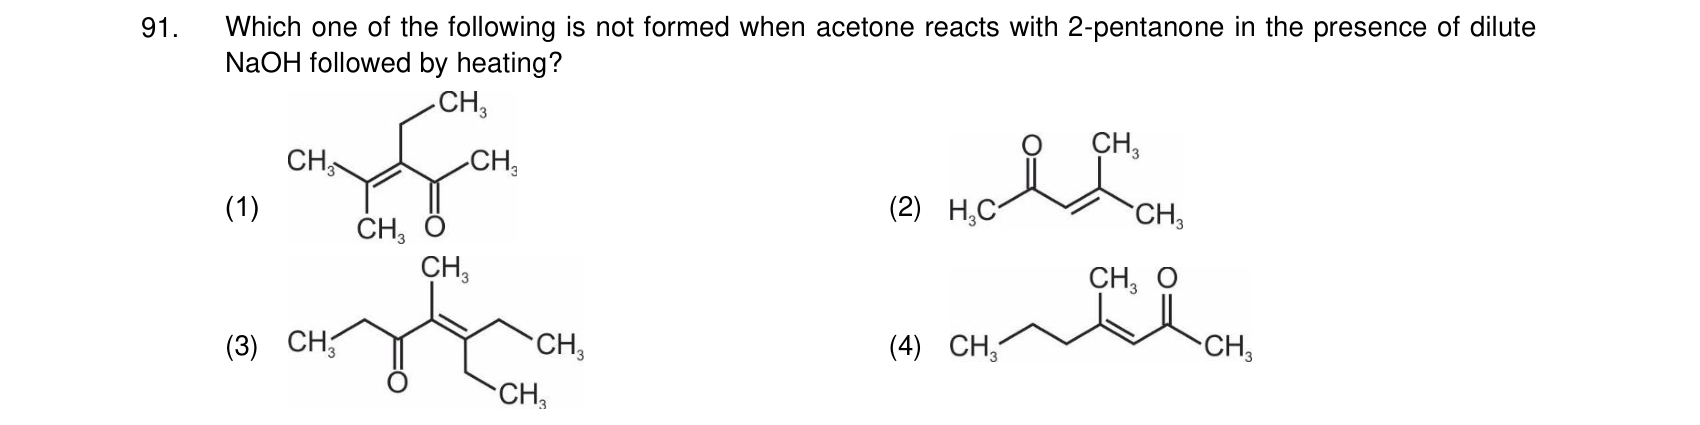 91. Which one of the following is not formed when acetone reacts with 2-pentanone in the presence of dilute
NaOH followed by heating?
(1) CH₃ CH₃ CH₃ CH₃ O
(2) H₃C O CH₃ CH₃
(3) CH₃ O CH₃ CH₃ CH₃
(4) CH₃ CH₃ O CH₃